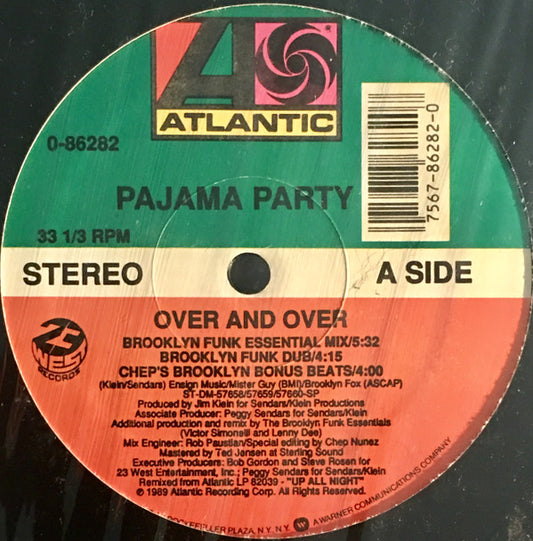 ATLANTIC
0-86282
PAJAMA PARTY
7567-86282-0
33 1/3 RPM
STEREO
A SIDE
OVER AND OVER
23 WEST RECORDS
BROOKLYN FUNK ESSENTIAL MIX/5:32
BROOKLYN FUNK DUB/4:15
CHEP'S BROOKLYN BONUS BEATS/4:00
(Klein/Sendars) Ensign Music/Mister Guy (BMI)/Brooklyn Fox (ASCAP)
ST-DM-57658/57659/57660-SP
Produced by Jim Klein for Sendars/Klein Productions
Associate Producer: Peggy Sendars for Sendars/Klein
Additional production and remix by The Brooklyn Funk Essentials
(Victor Simonelli and Lenny Dee)
Mix Engineer: Rob Paustian/Special editing by Chep Nunez
Mastered by Ted Jensen at Sterling Sound
Executive Producers: Bob Gordon and Steve Rosen for
23 West Entertainment, Inc.; Peggy Sendars for Sendars/Klein
Remixed from Atlantic LP 82039 - "UP ALL NIGHT"
℗ © 1989 Atlantic Recording Corp. All Rights Reserved.
PLAZA, N.Y. N.Y. A WARNER COMMUNICATIONS COMPANY